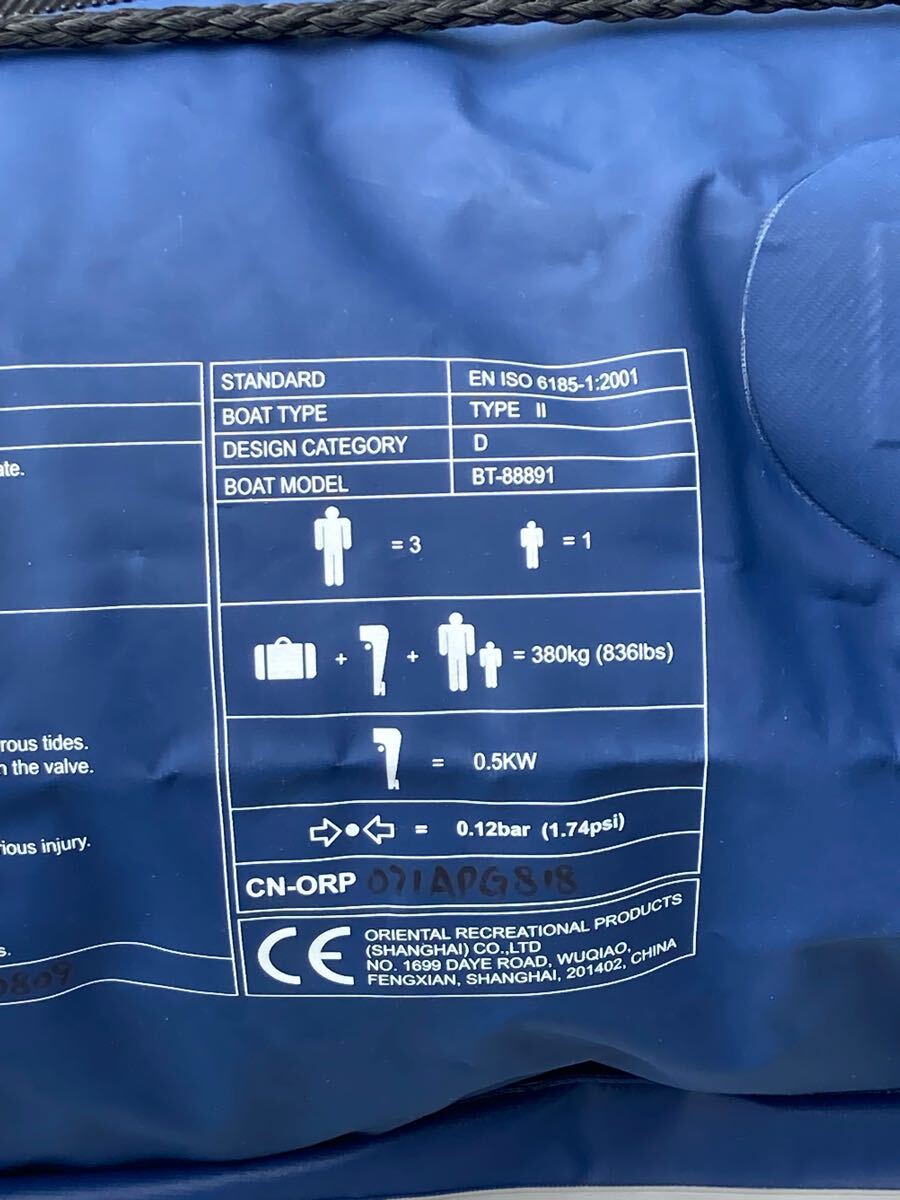 ate.
rous tides.
n the valve.
ious injury.
s.
0809
STANDARD EN ISO 6185-1:2001
BOAT TYPE TYPE II
DESIGN CATEGORY D
BOAT MODEL BT-88891
= 3 = 1
+ + = 380kg (836lbs)
= 0.5KW
= 0.12bar (1.74psi)
CN-ORP 071APG818
CE
ORIENTAL RECREATIONAL PRODUCTS
(SHANGHAI) CO.,LTD
NO. 1699 DAYE ROAD, WUQIAO,
FENGXIAN, SHANGHAI, 201402, CHINA